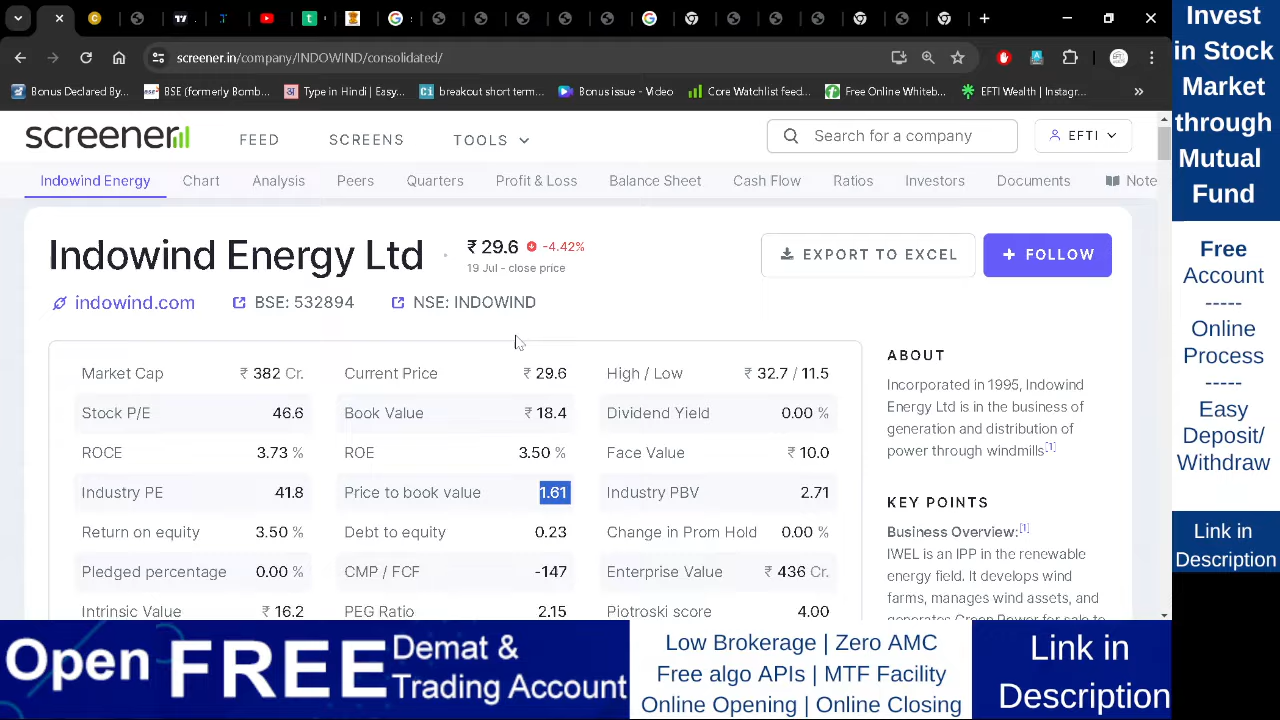 screener.in/company/INDOWIND/consolidated/
Bonus Declared By...
BSE (formerly Bomb...
Type in Hindi | Easy...
breakout short term...
Bonus issue - Video
Core Watchlist feed...
Free Online Whiteb...
EFTI Wealth | Instagr...
screener
FEED
SCREENS
TOOLS
Search for a company
EFTI
Indowind Energy
Chart
Analysis
Peers
Quarters
Profit & Loss
Balance Sheet
Cash Flow
Ratios
Investors
Documents
Note
Indowind Energy Ltd
₹ 29.6 -4.42%
19 Jul - close price
EXPORT TO EXCEL
FOLLOW
indowind.com
BSE: 532894
NSE: INDOWIND
Market Cap ₹ 382 Cr.
Current Price ₹ 29.6
High / Low ₹ 32.7 / 11.5
Stock P/E 46.6
Book Value ₹ 18.4
Dividend Yield 0.00 %
ROCE 3.73 %
ROE 3.50 %
Face Value ₹ 10.0
Industry PE 41.8
Price to book value 1.61
Industry PBV 2.71
Return on equity 3.50 %
Debt to equity 0.23
Change in Prom Hold 0.00 %
Pledged percentage 0.00 %
CMP / FCF -147
Enterprise Value ₹ 436 Cr.
Intrinsic Value ₹ 16.2
PEG Ratio 2.15
Piotroski score 4.00
ABOUT
Incorporated in 1995, Indowind
Energy Ltd is in the business of
generation and distribution of
power through windmills[1]
KEY POINTS
Business Overview:[1]
IWEL is an IPP in the renewable
energy field. It develops wind
farms, manages wind assets, and
generates Green Power for sale to
Invest
in Stock
Market
through
Mutual
Fund
Free
Account
-----
Online
Process
-----
Easy
Deposit/
Withdraw
Link in
Description
Open FREE Demat &
Trading Account
Low Brokerage | Zero AMC
Free algo APIs | MTF Facility
Online Opening | Online Closing
Link in
Description